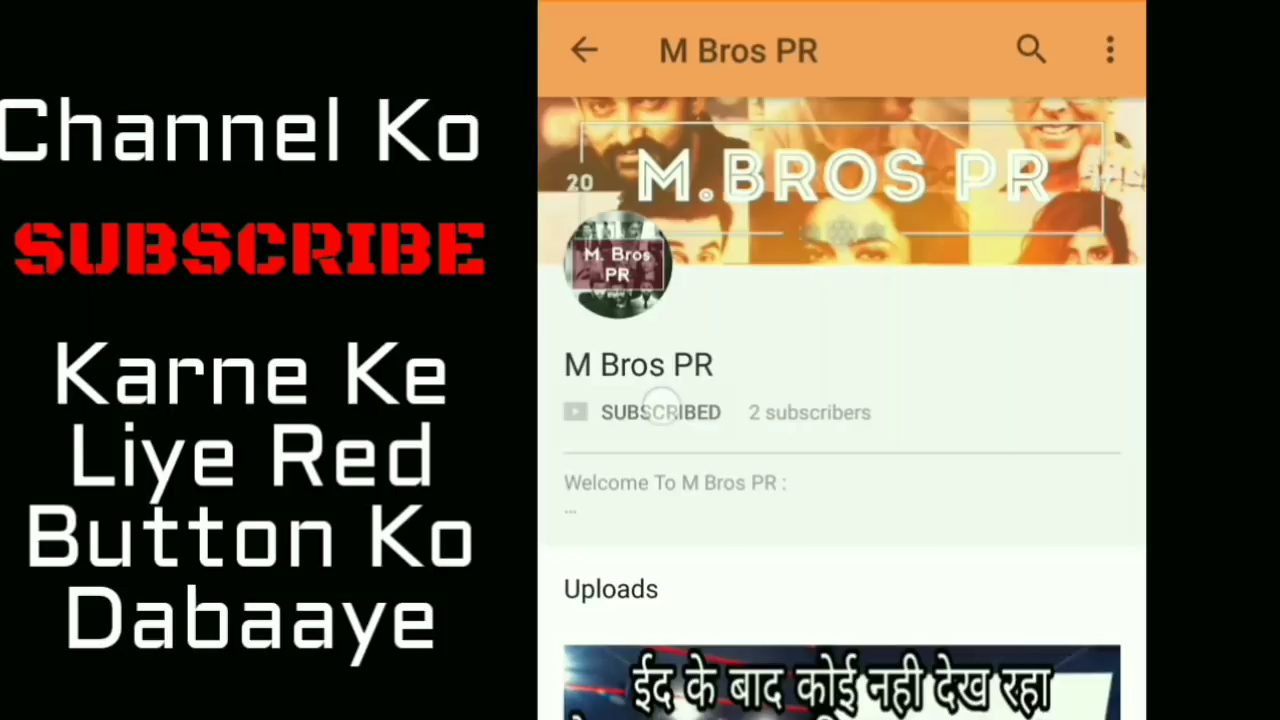 Channel Ko
SUBSCRIBE
Karne Ke
Liye Red
Button Ko
Dabaaye
M Bros PR
20
M.BROS PR
M. Bros
PR
M Bros PR
SUBSCRIBED 2 subscribers
Welcome To M Bros PR :
...
Uploads
ईद के बाद कोई नही देख रहा